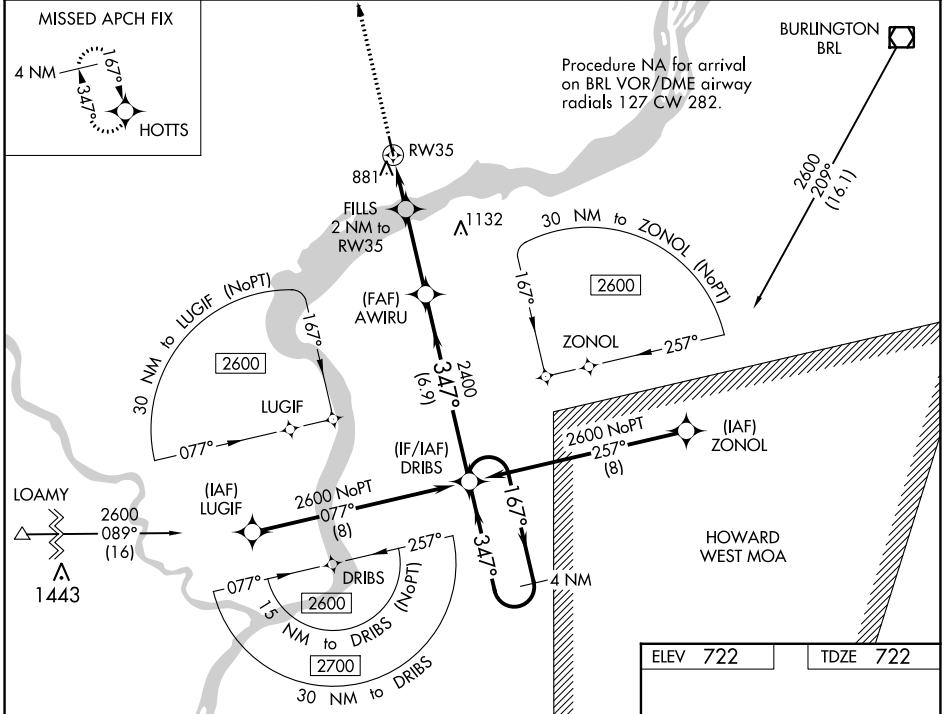 MISSED APCH FIX
4 NM
167°
347°
HOTTS
BURLINGTON
BRL
Procedure NA for arrival
on BRL VOR/DME airway
radials 127 CW 282.
2600
209°
(16.1)
RW35
881
FILLS
2 NM to
RW35
1132
30 NM to ZONOL (NoPT)
2600
167°
ZONOL
257°
(FAF)
AWIRU
30 NM to LUGIF (NoPT)
2600
167°
LUGIF
077°
2400
347°
(6.9)
(IF/IAF)
DRIBS
2600 NoPT
257°
(8)
(IAF)
ZONOL
LOAMY
2600
089°
(16)
1443
(IAF)
LUGIF
2600 NoPT
077°
(8)
167°
347°
4 NM
HOWARD
WEST MOA
077°
257°
DRIBS
2600
15 NM to DRIBS (NoPT)
2700
30 NM to DRIBS
ELEV 722
TDZE 722